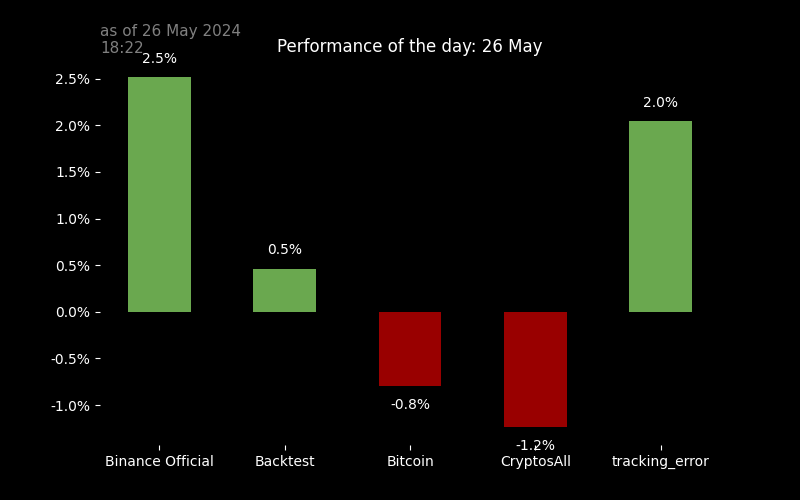 as of 26 May 2024
18:22
Performance of the day: 26 May
2.5%
2.5%
2.0%
2.0%
1.5%
1.0%
0.5%
0.5%
0.0%
-0.5%
-0.8%
-1.0%
-1.2%
Binance Official
Backtest
Bitcoin
CryptosAll
tracking_error